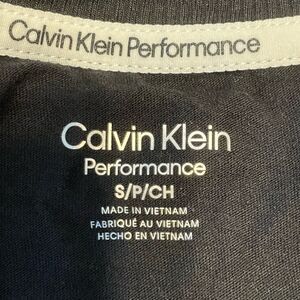 Calvin Klein Performance
Calvin Klein
Performance
S/P/CH
MADE IN VIETNAM
FABRIQUÉ AU VIETNAM
HECHO EN VIETNAM